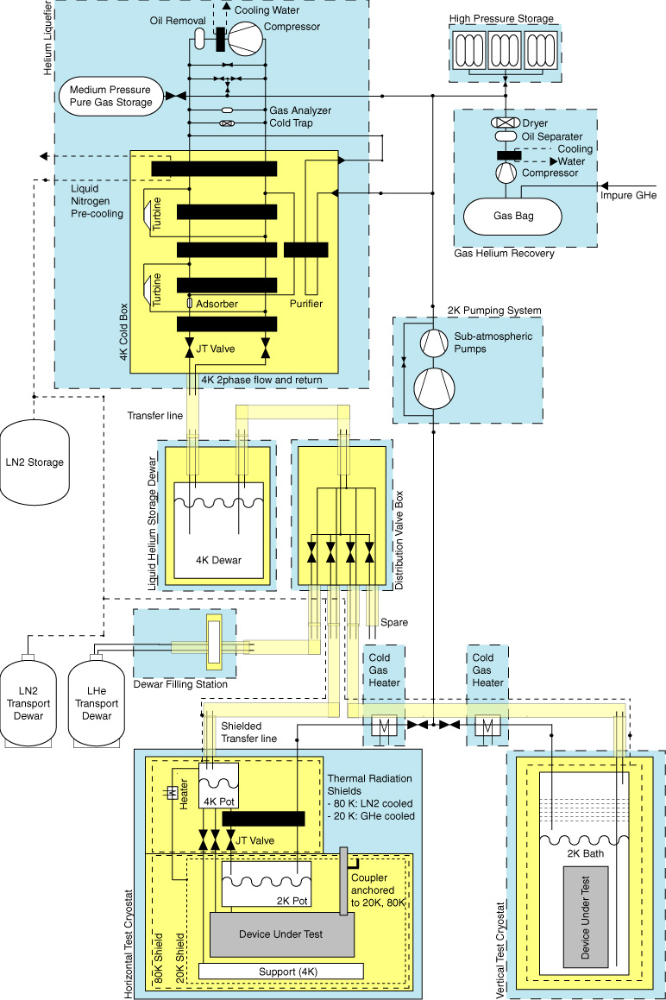 Helium Liquefier
Oil Removal
Cooling Water
Compressor
High Pressure Storage
Medium Pressure
Pure Gas Storage
Gas Analyzer
Cold Trap
Dryer
Oil Separater
Cooling
Water
Compressor
Impure GHe
Gas Bag
Gas Helium Recovery
Liquid
Nitrogen
Pre-cooling
Turbine
Turbine
Adsorber
Purifier
4K Cold Box
JT Valve
4K 2phase flow and return
2K Pumping System
Sub-atmospheric
Pumps
Transfer line
LN2 Storage
Liquid Helium Storage Dewar
4K Dewar
Distribution Valve Box
Spare
Dewar Filling Station
LN2
Transport
Dewar
LHe
Transport
Dewar
Cold
Gas
Heater
Cold
Gas
Heater
Shielded
Transfer line
Heater
4K Pot
Thermal Radiation
Shields
- 80 K: LN2 cooled
- 20 K: GHe cooled
JT Valve
2K Pot
Coupler
anchored
to 20K, 80K
Device Under Test
Support (4K)
80K Shield
20K Shield
Horizontal Test Cryostat
2K Bath
Device Under Test
Vertical Test Cryostat